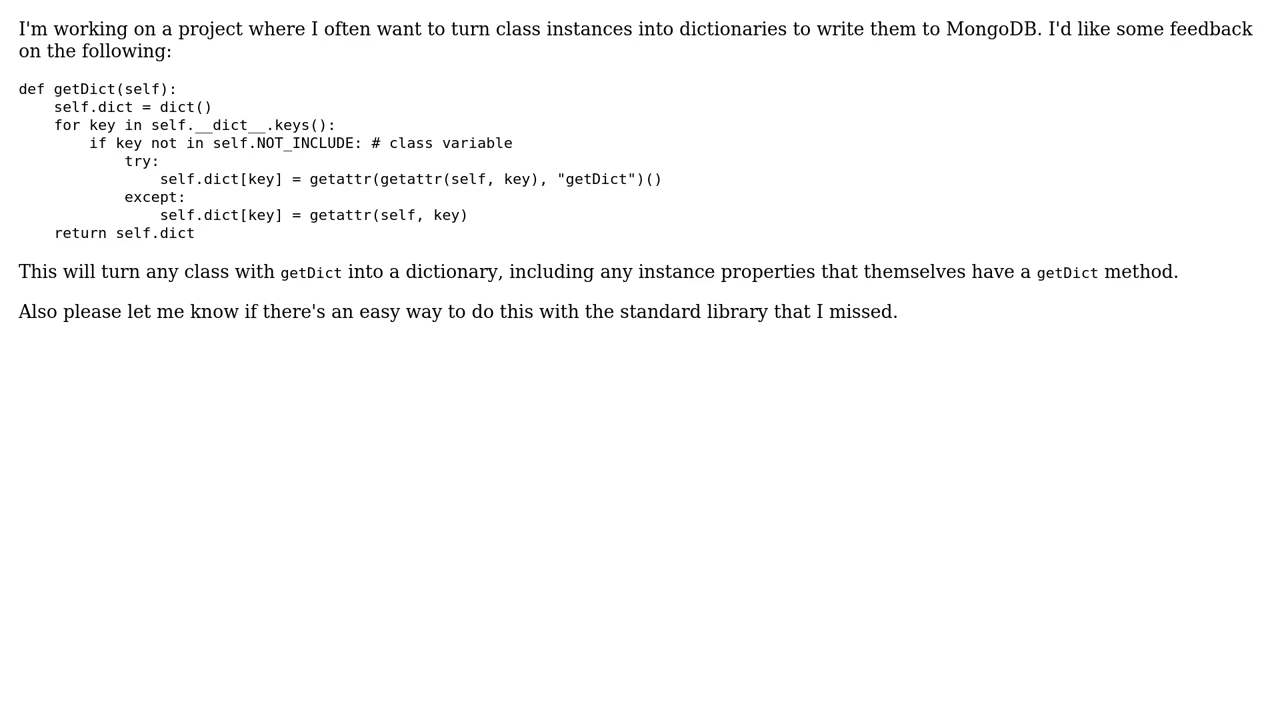 I'm working on a project where I often want to turn class instances into dictionaries to write them to MongoDB. I'd like some feedback
on the following:
def getDict(self):
    self.dict = dict()
    for key in self.__dict__.keys():
        if key not in self.NOT_INCLUDE: # class variable
            try:
                self.dict[key] = getattr(getattr(self, key), "getDict")()
            except:
                self.dict[key] = getattr(self, key)
    return self.dict
This will turn any class with getDict into a dictionary, including any instance properties that themselves have a getDict method.
Also please let me know if there's an easy way to do this with the standard library that I missed.